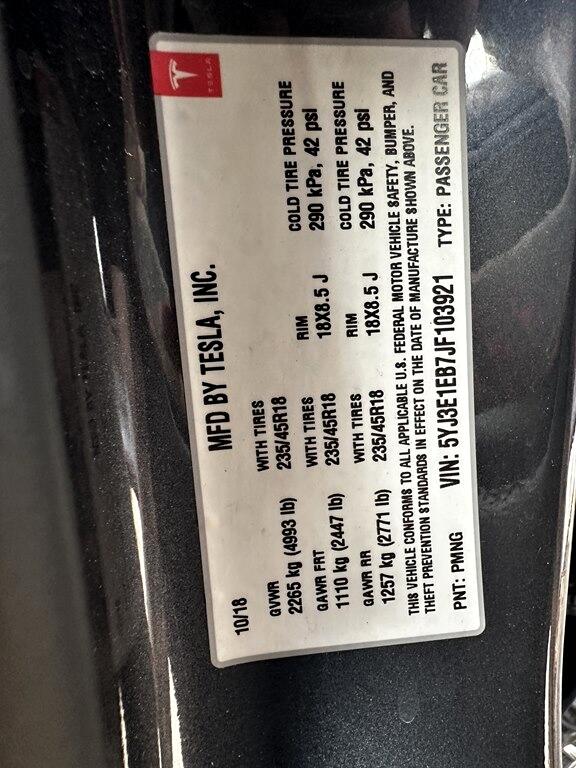 TESLA
10/18 MFD BY TESLA, INC.
GVWR WITH TIRES RIM COLD TIRE PRESSURE
2265 kg (4993 lb) 235/45R18 18X8.5 J 290 kPa, 42 psi
GAWR FRT WITH TIRES RIM COLD TIRE PRESSURE
1110 kg (2447 lb) 235/45R18 18X8.5 J 290 kPa, 42 psi
GAWR RR WITH TIRES
1257 kg (2771 lb) 235/45R18
THIS VEHICLE CONFORMS TO ALL APPLICABLE U.S. FEDERAL MOTOR VEHICLE SAFETY, BUMPER, AND
THEFT PREVENTION STANDARDS IN EFFECT ON THE DATE OF MANUFACTURE SHOWN ABOVE.
PNT: PMNG VIN: 5YJ3E1EB7JF103921 TYPE: PASSENGER CAR